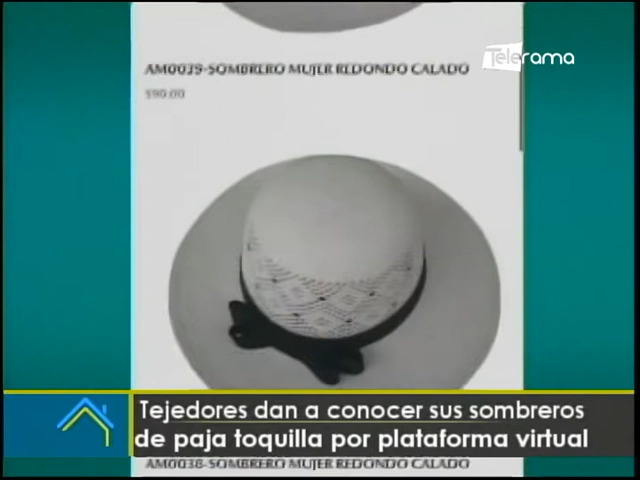 AM0039-SOMBRERO MUJER REDONDO CALADO
$90.00
Telerama
Tejedores dan a conocer sus sombreros
de paja toquilla por plataforma virtual
AM0038-SOMBRERO MUJER REDONDO CALADO